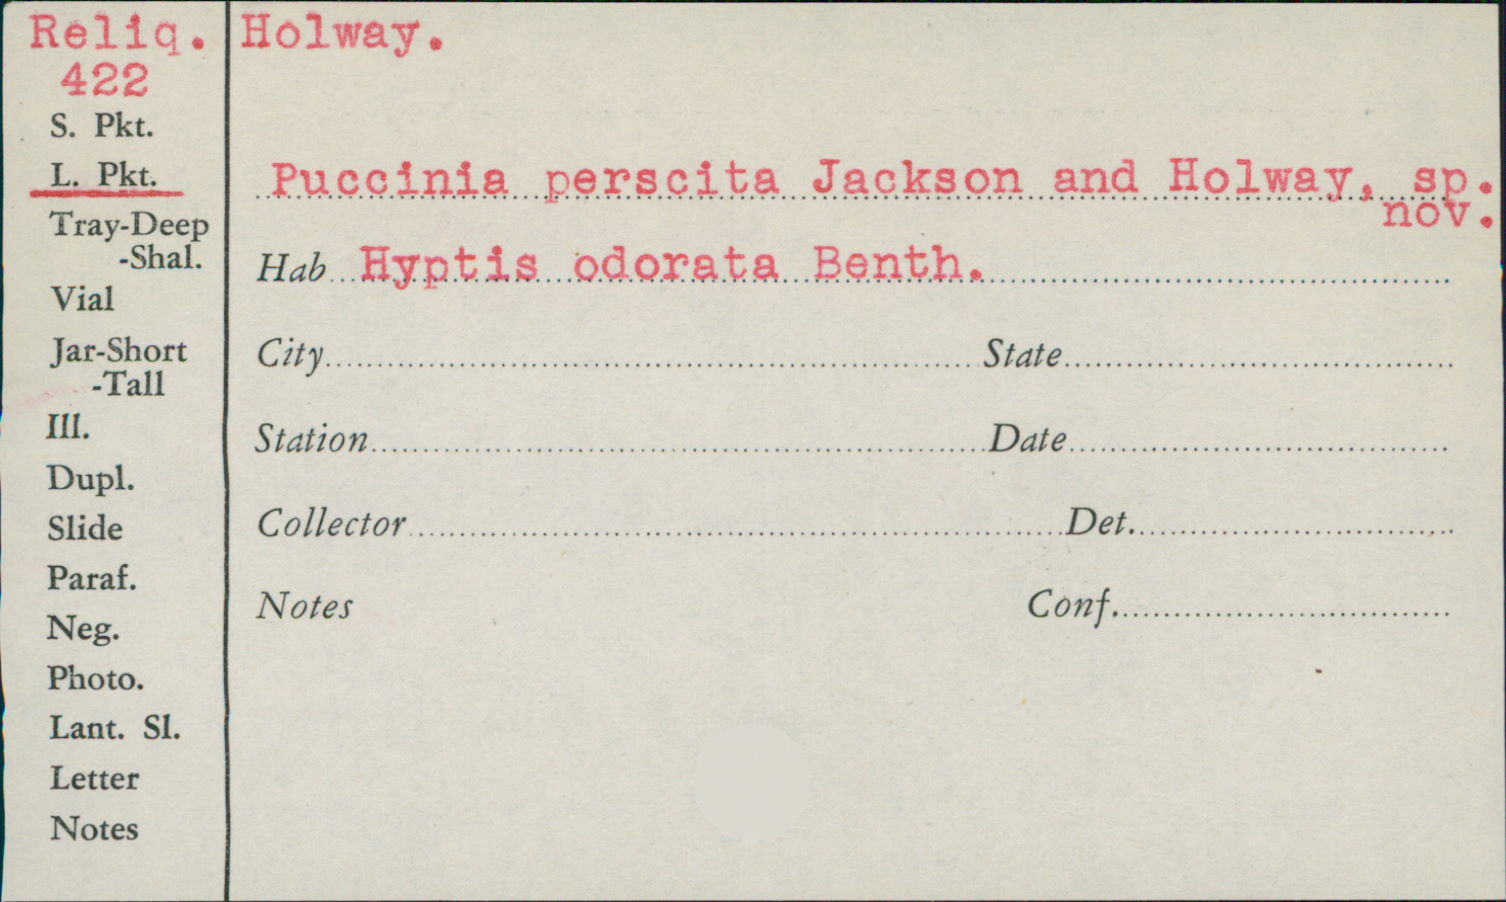 Reliq. Holway.
422
S. Pkt.
L. Pkt.
Puccinia perscita Jackson and Holway, sp.
nov.
Tray-Deep
-Shal.
Hab Hyptis odorata Benth.
Vial
Jar-Short
-Tall
City State
Ill.
Station Date
Dupl.
Slide
Collector Det.
Paraf.
Notes Conf.
Neg.
Photo.
Lant. Sl.
Letter
Notes